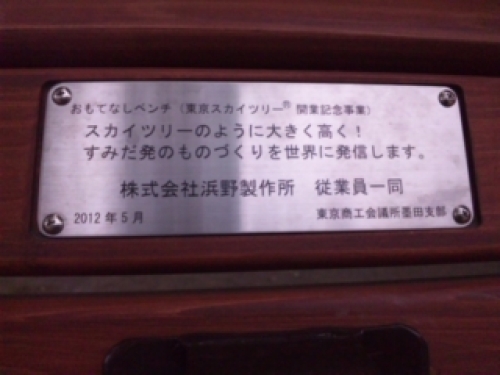 おもてなしベンチ（東京スカイツリー® 開業記念事業）
スカイツリーのように大きく高く！
すみだ発のものづくりを世界に発信します。
株式会社浜野製作所 従業員一同
2012年5月 東京商工会議所墨田支部